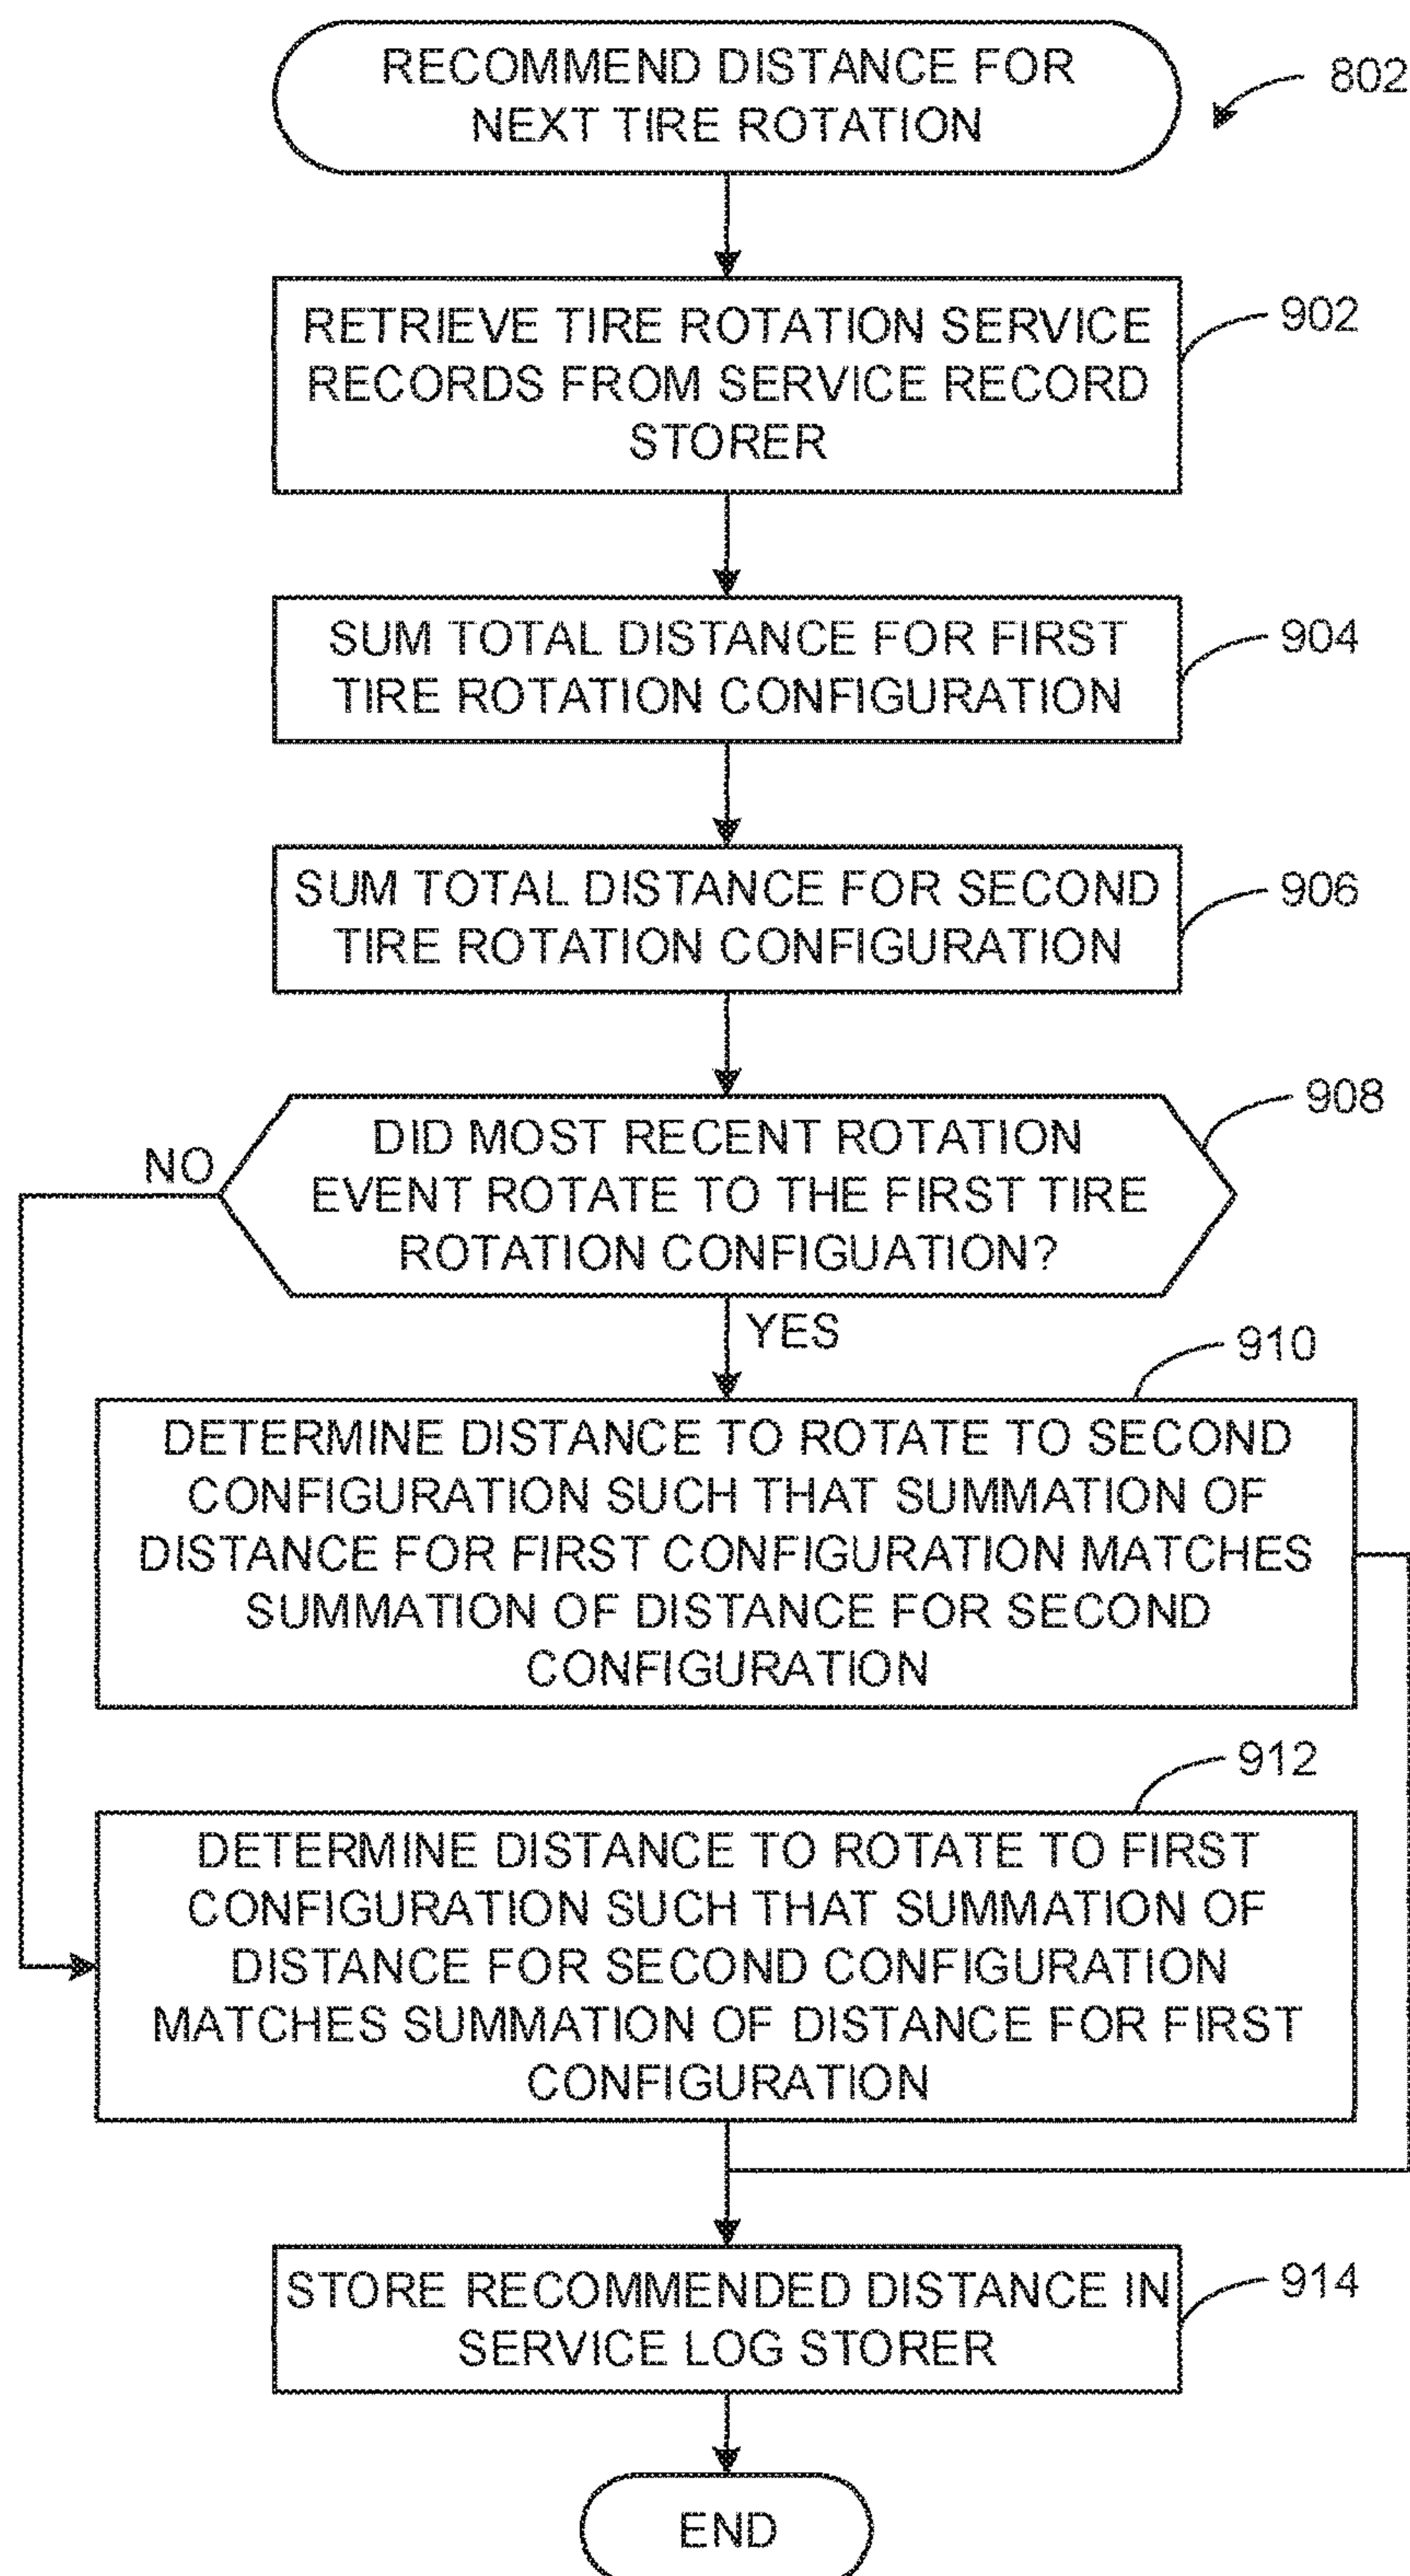 RECOMMEND DISTANCE FOR
NEXT TIRE ROTATION
802
RETRIEVE TIRE ROTATION SERVICE
RECORDS FROM SERVICE RECORD
STORER
902
SUM TOTAL DISTANCE FOR FIRST
TIRE ROTATION CONFIGURATION
904
SUM TOTAL DISTANCE FOR SECOND
TIRE ROTATION CONFIGURATION
906
DID MOST RECENT ROTATION
EVENT ROTATE TO THE FIRST TIRE
ROTATION CONFIGUATION?
908
NO
YES
910
DETERMINE DISTANCE TO ROTATE TO SECOND
CONFIGURATION SUCH THAT SUMMATION OF
DISTANCE FOR FIRST CONFIGURATION MATCHES
SUMMATION OF DISTANCE FOR SECOND
CONFIGURATION
912
DETERMINE DISTANCE TO ROTATE TO FIRST
CONFIGURATION SUCH THAT SUMMATION OF
DISTANCE FOR SECOND CONFIGURATION
MATCHES SUMMATION OF DISTANCE FOR FIRST
CONFIGURATION
STORE RECOMMENDED DISTANCE IN
SERVICE LOG STORER
914
END